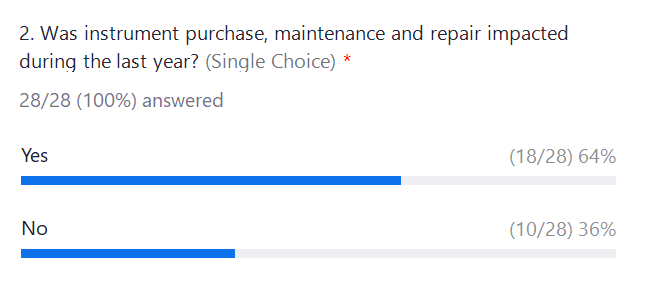 2. Was instrument purchase, maintenance and repair impacted
during the last year? (Single Choice) *
28/28 (100%) answered
Yes (18/28) 64%
No (10/28) 36%